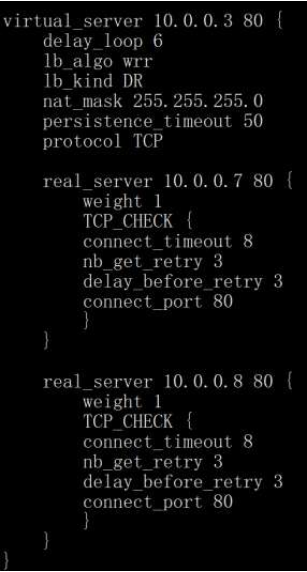 virtual_server 10.0.0.3 80 {
    delay_loop 6
    lb_algo wrr
    lb_kind DR
    nat_mask 255.255.255.0
    persistence_timeout 50
    protocol TCP

    real_server 10.0.0.7 80 {
        weight 1
        TCP_CHECK {
        connect_timeout 8
        nb_get_retry 3
        delay_before_retry 3
        connect_port 80
        }
    }

    real_server 10.0.0.8 80 {
        weight 1
        TCP_CHECK {
        connect_timeout 8
        nb_get_retry 3
        delay_before_retry 3
        connect_port 80
        }
    }
}